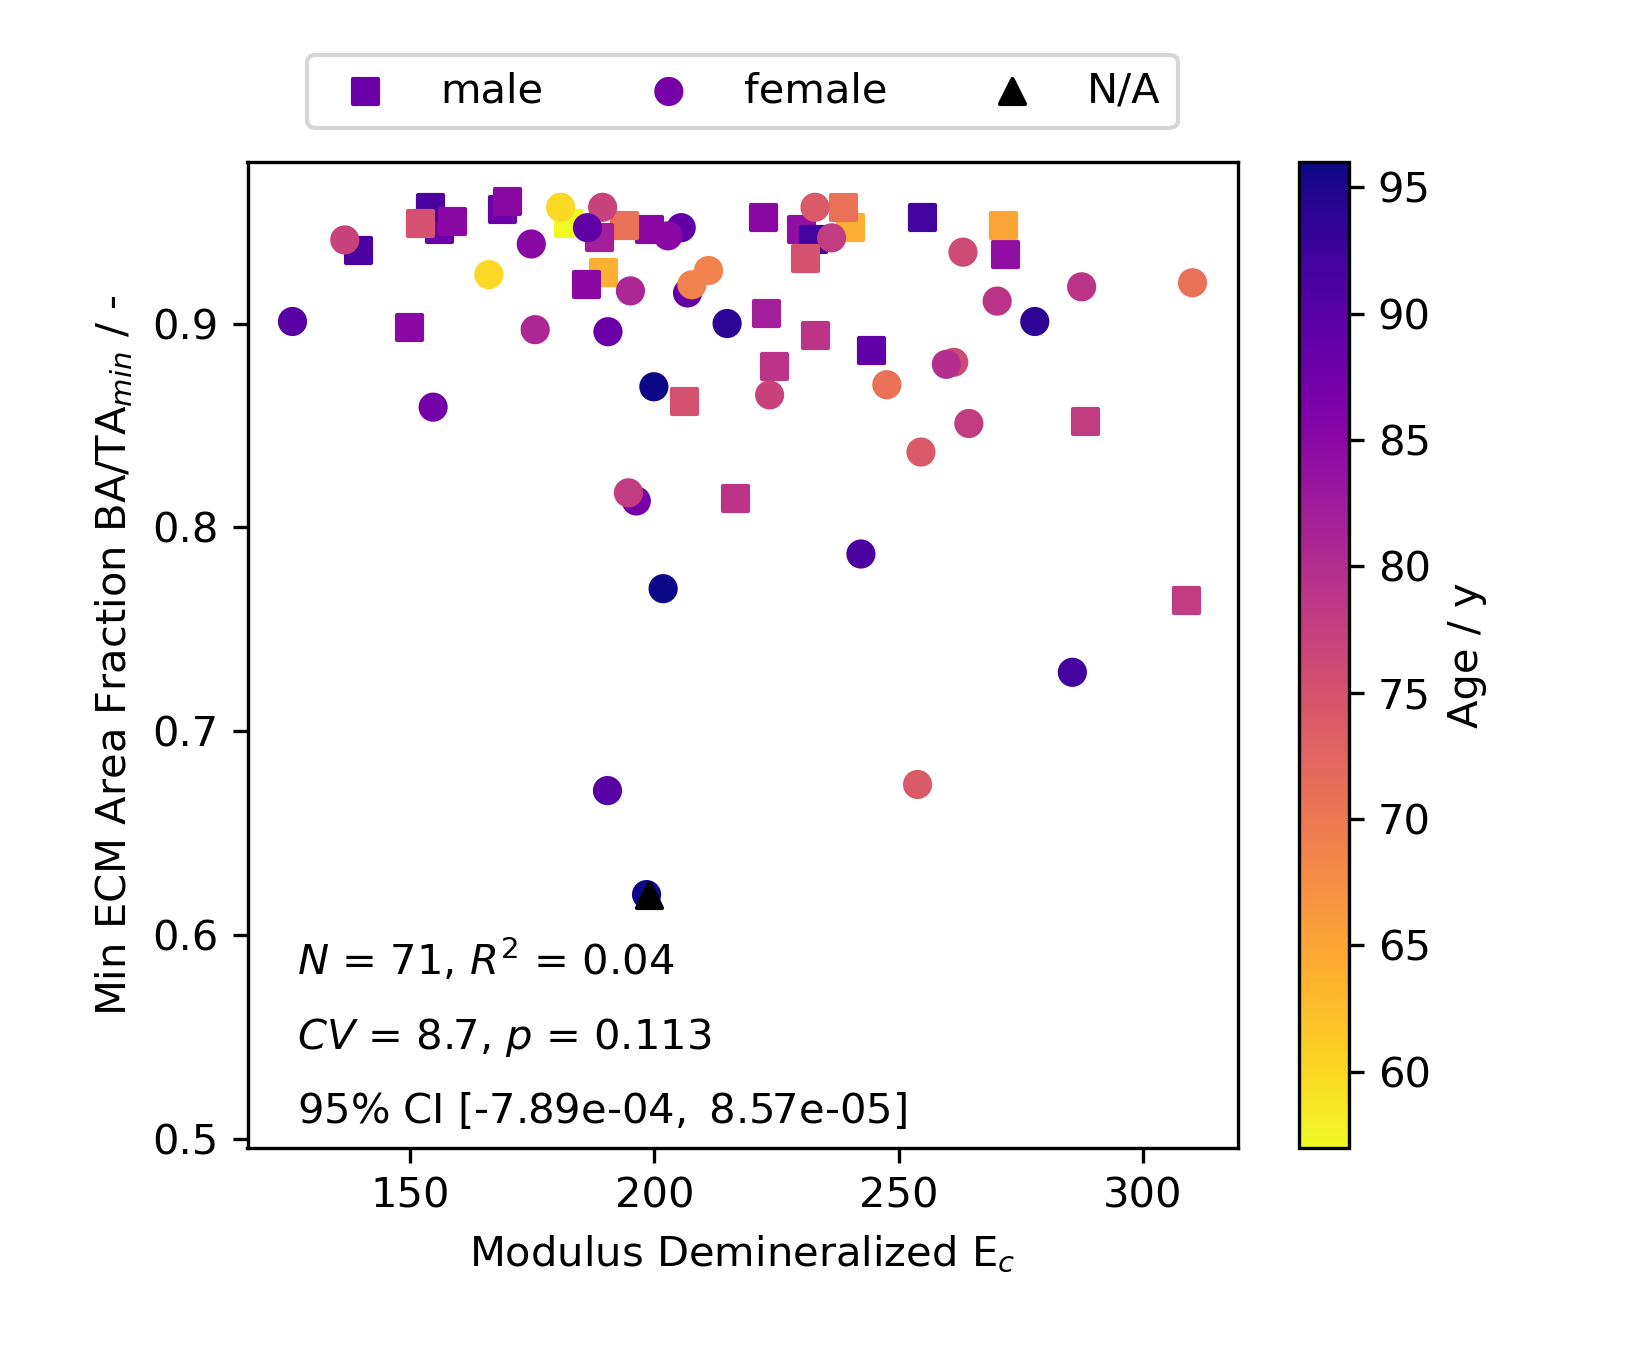 male female N/A
Min ECM Area Fraction BA/TA_min / -
0.9
0.8
0.7
0.6
0.5
N = 71, R² = 0.04
CV = 8.7, p = 0.113
95% CI [-7.89e-04, 8.57e-05]
150 200 250 300
Modulus Demineralized E_c
95
90
85
80
75
70
65
60
Age / y